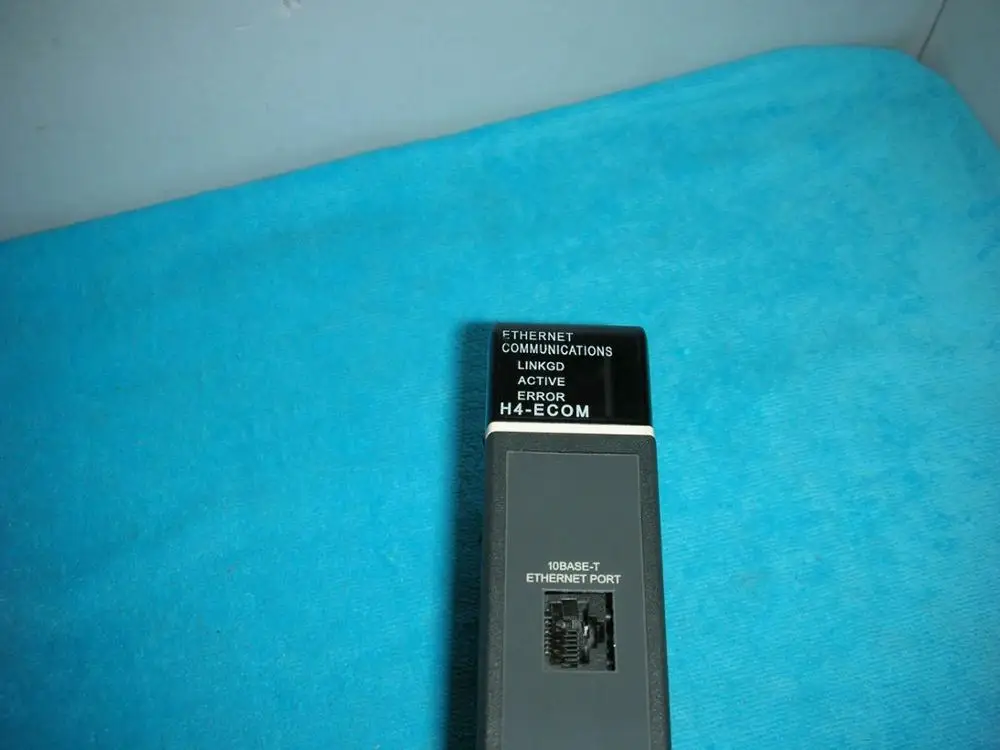 ETHERNET
COMMUNICATIONS
LINKGD
ACTIVE
ERROR
H4-ECOM
10BASE-T
ETHERNET PORT